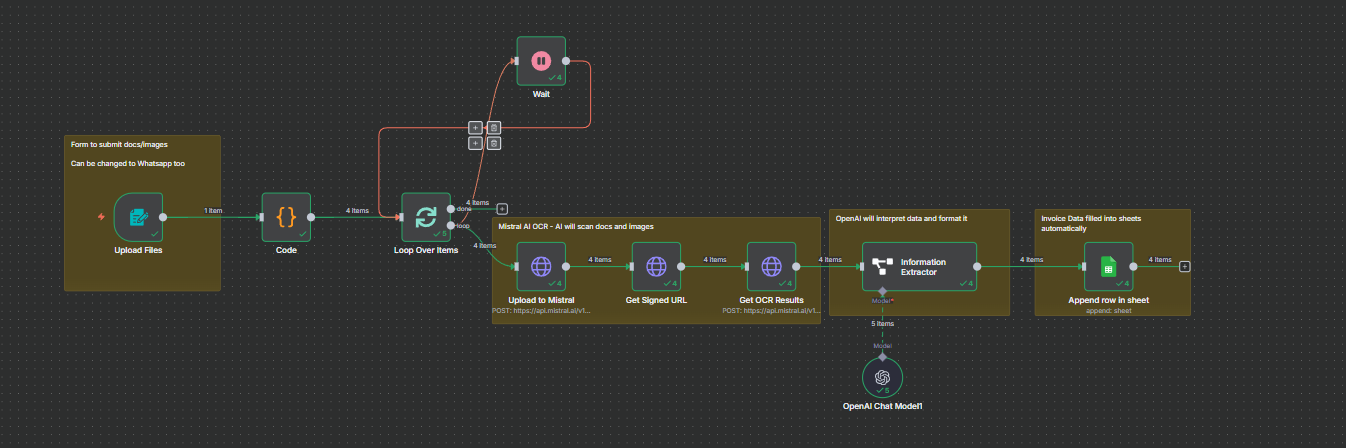 Wait
4
Form to submit docs/images
Can be changed to Whatsapp too
Upload Files
1 item
Code
4 items
Loop Over Items
5
done
loop
4 items
4 items
Mistral AI OCR - AI will scan docs and images
Upload to Mistral
POST: https://api.mistral.ai/v1...
4
4 items
Get Signed URL
4
4 items
Get OCR Results
POST: https://api.mistral.ai/v1...
4
4 items
OpenAI will interpret data and format it
Information
Extractor
4
Model*
5 items
Model
5
OpenAI Chat Model1
4 items
Invoice Data filled into sheets
automatically
Append row in sheet
append: sheet
4
4 items